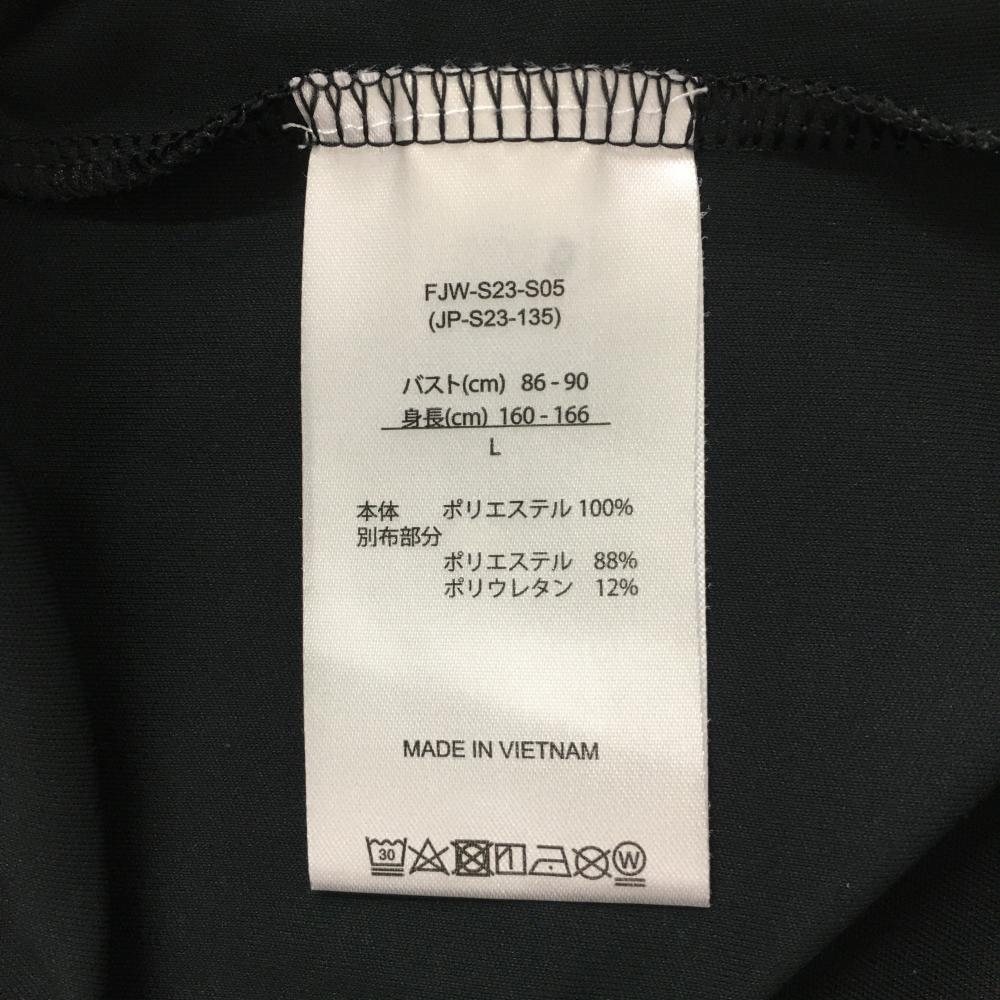 FJW-S23-S05
(JP-S23-135)
バスト(cm) 86 - 90
身長(cm) 160 - 166
L
本体 ポリエステル 100%
別布部分
ポリエステル 88%
ポリウレタン 12%
MADE IN VIETNAM
30 W